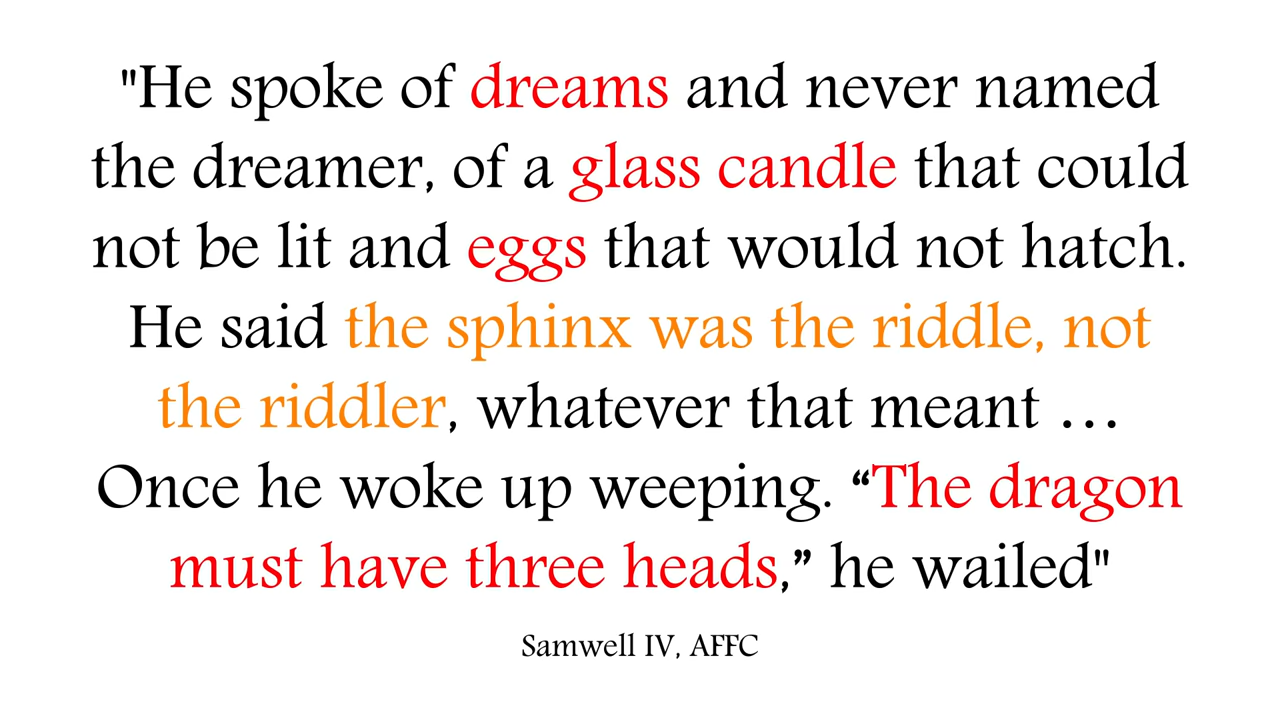 "He spoke of dreams and never named
the dreamer, of a glass candle that could
not be lit and eggs that would not hatch.
He said the sphinx was the riddle, not
the riddler, whatever that meant …
Once he woke up weeping. “The dragon
must have three heads,” he wailed"
Samwell IV, AFFC